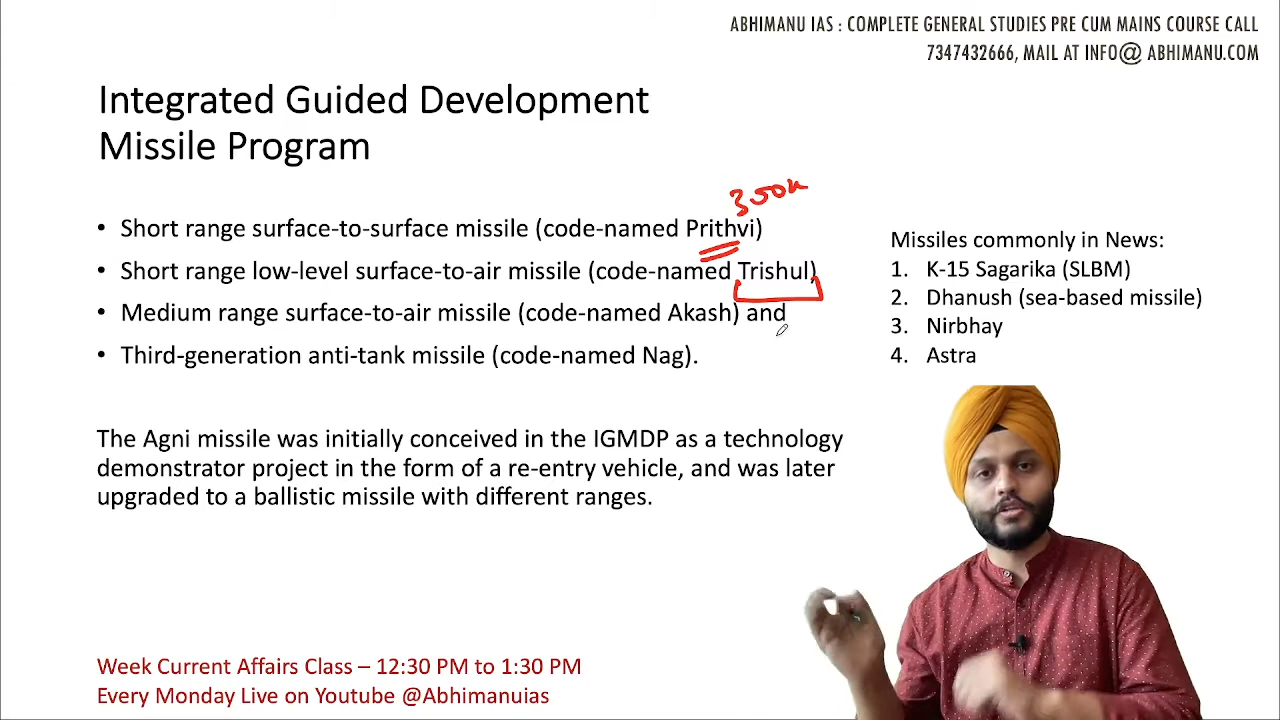 ABHIMANU IAS : COMPLETE GENERAL STUDIES PRE CUM MAINS COURSE CALL
7347432666, MAIL AT INFO@ ABHIMANU.COM
Integrated Guided Development
Missile Program
• Short range surface-to-surface missile (code-named Prithvi)
• Short range low-level surface-to-air missile (code-named Trishul)
• Medium range surface-to-air missile (code-named Akash) and
• Third-generation anti-tank missile (code-named Nag).
Missiles commonly in News:
1. K-15 Sagarika (SLBM)
2. Dhanush (sea-based missile)
3. Nirbhay
4. Astra
The Agni missile was initially conceived in the IGMDP as a technology
demonstrator project in the form of a re-entry vehicle, and was later
upgraded to a ballistic missile with different ranges.
Week Current Affairs Class – 12:30 PM to 1:30 PM
Every Monday Live on Youtube @Abhimanuias